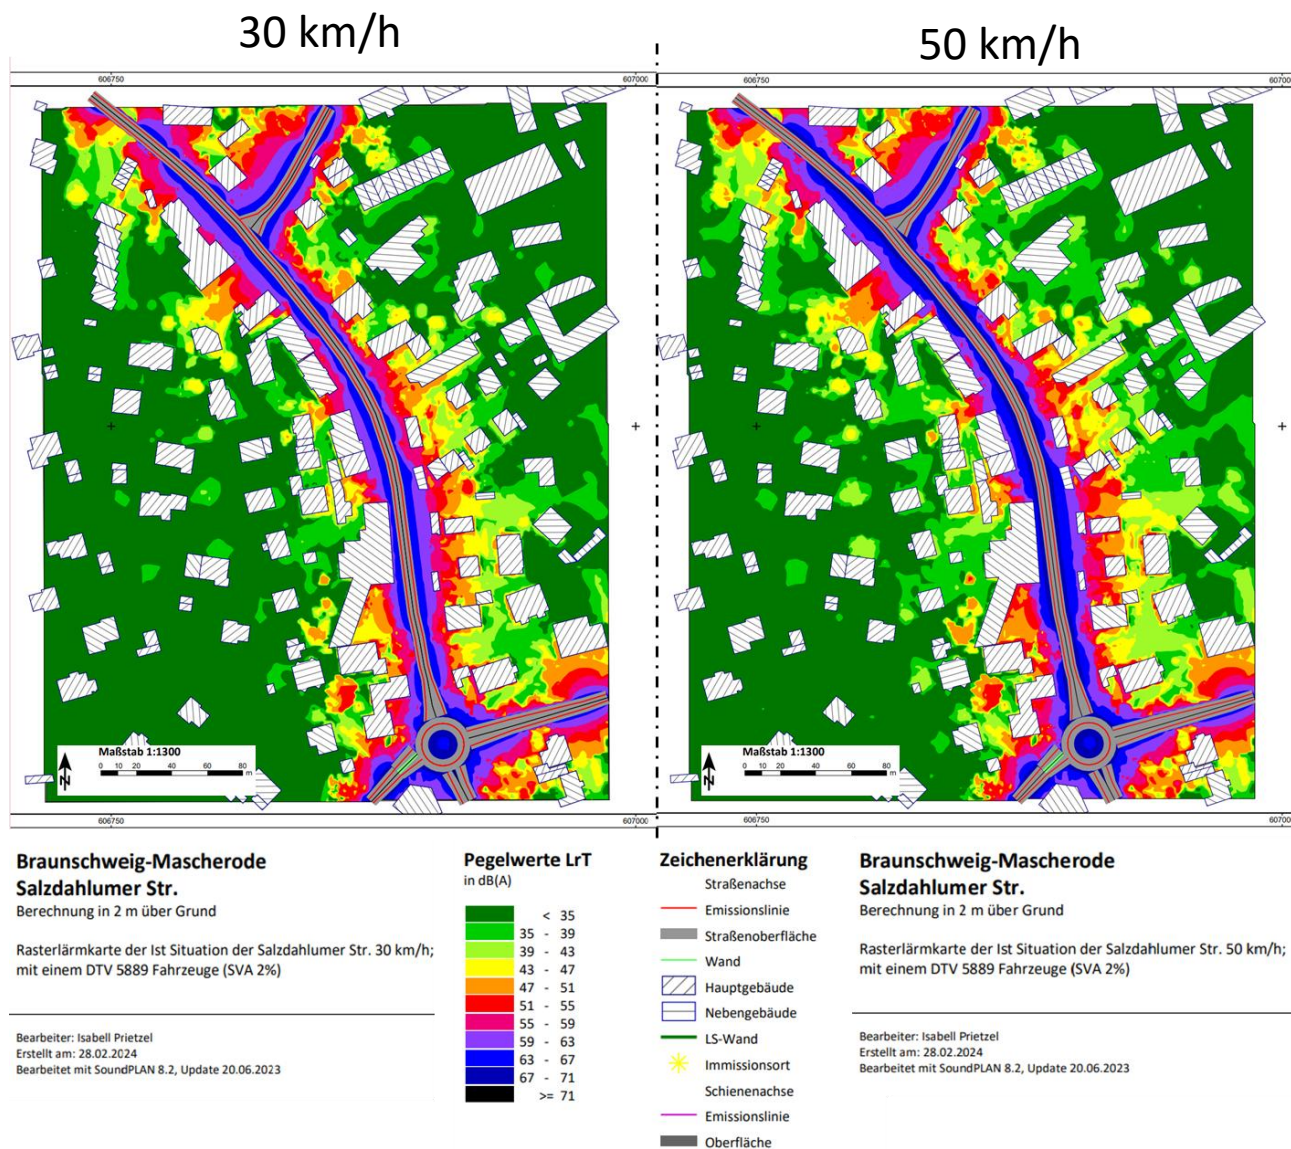 30 km/h
50 km/h
606750
607000
606750
607000
Maßstab 1:1300
0 10 20 40 60 80
m
N
Maßstab 1:1300
0 10 20 40 60 80
m
N
606750
607000
606750
607000
Braunschweig-Mascherode
Salzdahlumer Str.
Berechnung in 2 m über Grund
Rasterlärmkarte der Ist Situation der Salzdahlumer Str. 30 km/h;
mit einem DTV 5889 Fahrzeuge (SVA 2%)
Bearbeiter: Isabell Prietzel
Erstellt am: 28.02.2024
Bearbeitet mit SoundPLAN 8.2, Update 20.06.2023
Pegelwerte LrT
in dB(A)
< 35
35 - 39
39 - 43
43 - 47
47 - 51
51 - 55
55 - 59
59 - 63
63 - 67
67 - 71
>= 71
Zeichenerklärung
Straßenachse
Emissionslinie
Straßenoberfläche
Wand
Hauptgebäude
Nebengebäude
LS-Wand
Immissionsort
Schienenachse
Emissionslinie
Oberfläche
Braunschweig-Mascherode
Salzdahlumer Str.
Berechnung in 2 m über Grund
Rasterlärmkarte der Ist Situation der Salzdahlumer Str. 50 km/h;
mit einem DTV 5889 Fahrzeuge (SVA 2%)
Bearbeiter: Isabell Prietzel
Erstellt am: 28.02.2024
Bearbeitet mit SoundPLAN 8.2, Update 20.06.2023